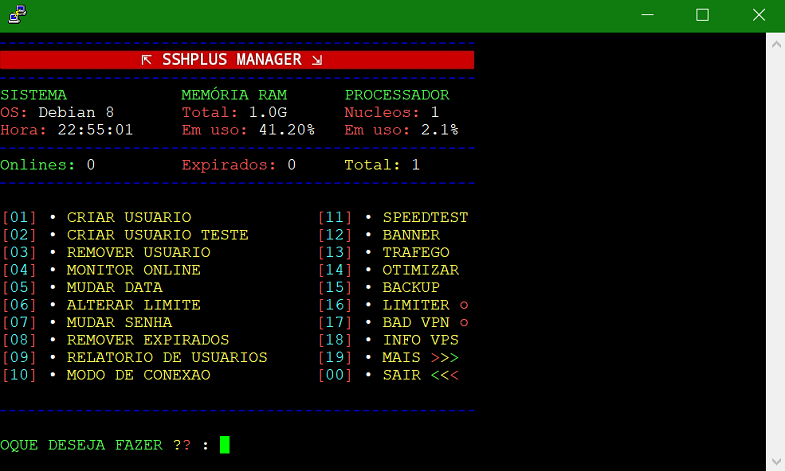 ⇱ SSHPLUS MANAGER ⇲
SISTEMA MEMÓRIA RAM PROCESSADOR
OS: Debian 8 Total: 1.0G Nucleos: 1
Hora: 22:55:01 Em uso: 41.20% Em uso: 2.1%
Onlines: 0 Expirados: 0 Total: 1
[01] • CRIAR USUARIO [11] • SPEEDTEST
[02] • CRIAR USUARIO TESTE [12] • BANNER
[03] • REMOVER USUARIO [13] • TRAFEGO
[04] • MONITOR ONLINE [14] • OTIMIZAR
[05] • MUDAR DATA [15] • BACKUP
[06] • ALTERAR LIMITE [16] • LIMITER ○
[07] • MUDAR SENHA [17] • BAD VPN ○
[08] • REMOVER EXPIRADOS [18] • INFO VPS
[09] • RELATORIO DE USUARIOS [19] • MAIS >>>
[10] • MODO DE CONEXAO [00] • SAIR <<<
OQUE DESEJA FAZER ?? :